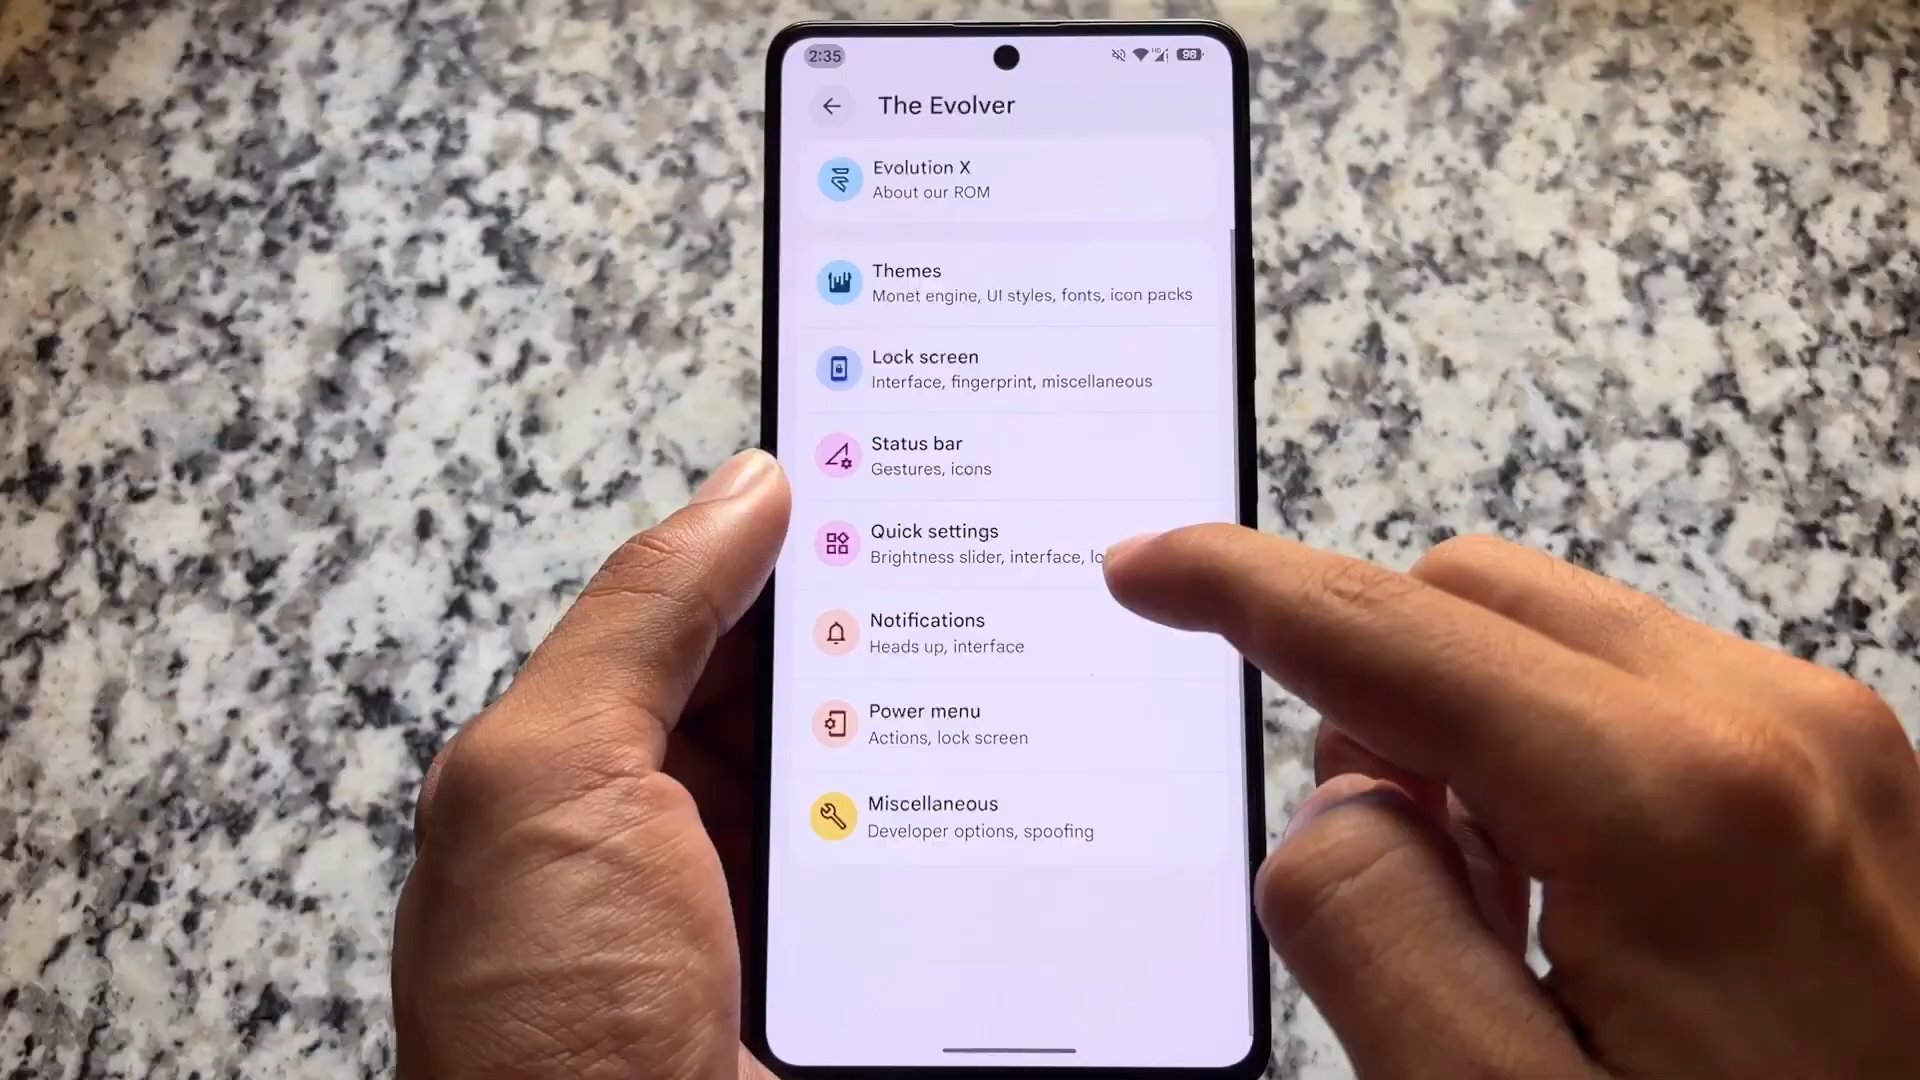 2:35
HD
98
The Evolver
Evolution X
About our ROM
Themes
Monet engine, UI styles, fonts, icon packs
Lock screen
Interface, fingerprint, miscellaneous
Status bar
Gestures, icons
Quick settings
Brightness slider, interface,
Notifications
Heads up, interface
Power menu
Actions, lock screen
Miscellaneous
Developer options, spoofing